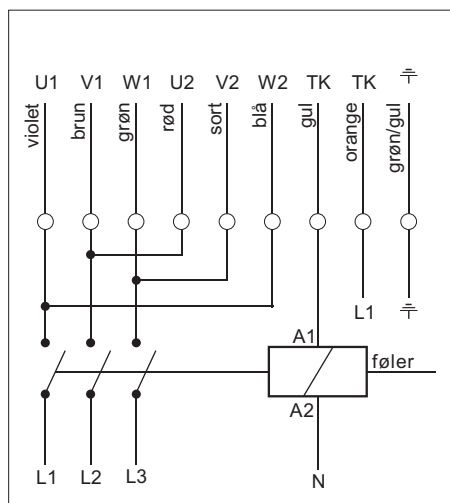 U1 V1 W1 U2 V2 W2 TK TK
violet brun grøn rød sort blå gul orange grøn/gul
L1
A1
føler
A2
L1 L2 L3 N